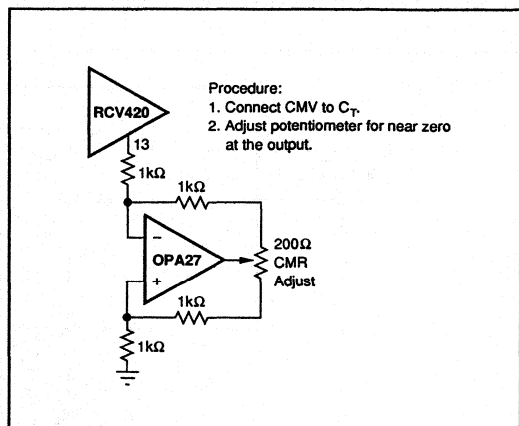 RCV420
Procedure:
1. Connect CMV to C_T.
2. Adjust potentiometer for near zero
at the output.
13
1kΩ
1kΩ
−
OPA27
+
200Ω
CMR
Adjust
1kΩ
1kΩ